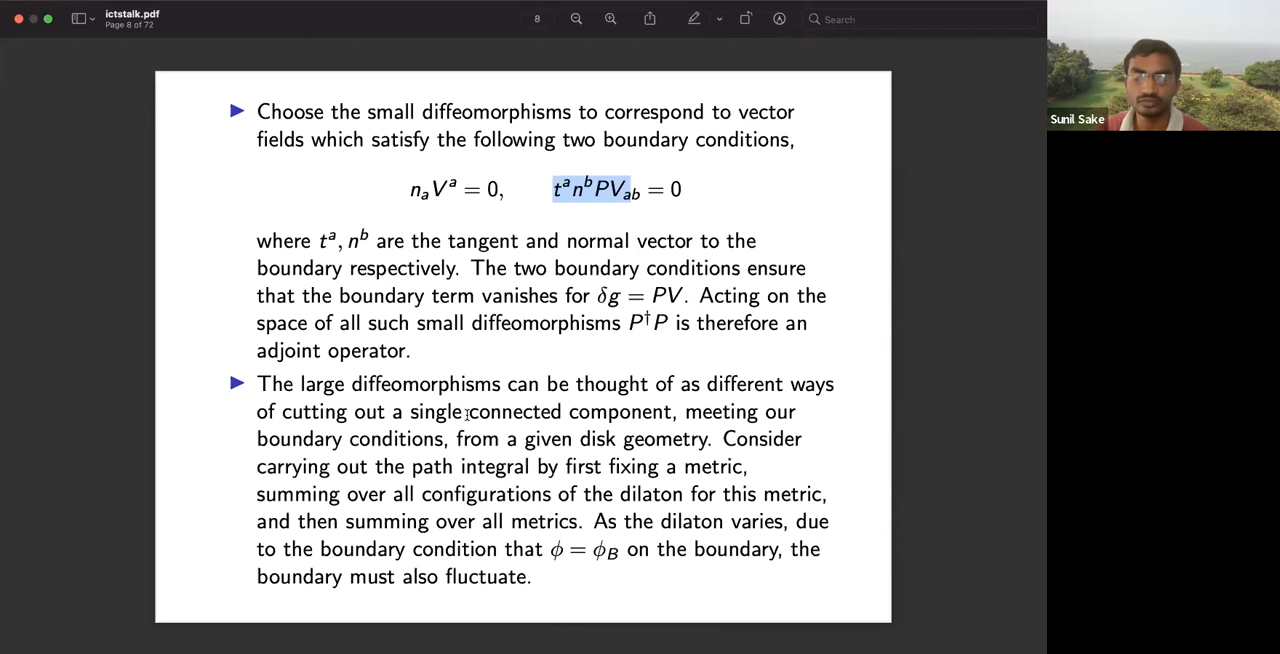 ictstalk.pdf
Page 8 of 72
8
Search
Sunil Sake
▶ Choose the small diffeomorphisms to correspond to vector
fields which satisfy the following two boundary conditions,
nₐVᵃ = 0, tᵃnᵇPVₐb = 0
where tᵃ, nᵇ are the tangent and normal vector to the
boundary respectively. The two boundary conditions ensure
that the boundary term vanishes for δg = PV. Acting on the
space of all such small diffeomorphisms P†P is therefore an
adjoint operator.
▶ The large diffeomorphisms can be thought of as different ways
of cutting out a single connected component, meeting our
boundary conditions, from a given disk geometry. Consider
carrying out the path integral by first fixing a metric,
summing over all configurations of the dilaton for this metric,
and then summing over all metrics. As the dilaton varies, due
to the boundary condition that ϕ = ϕB on the boundary, the
boundary must also fluctuate.